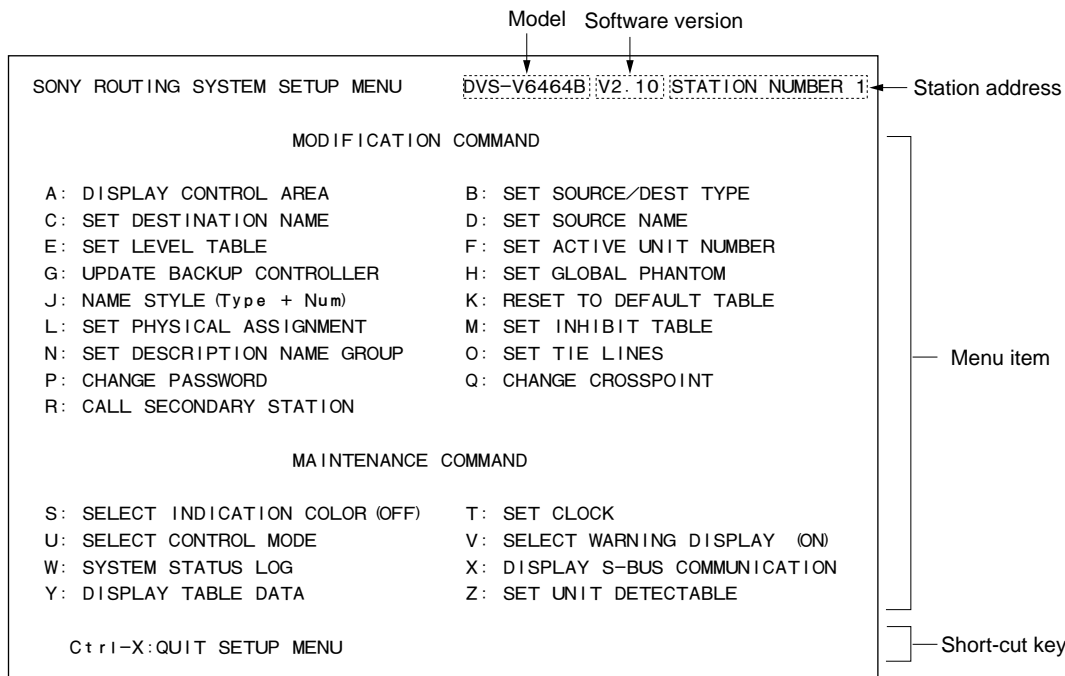 Model Software version
SONY ROUTING SYSTEM SETUP MENU DVS-V6464B V2.10 STATION NUMBER 1 Station address
MODIFICATION COMMAND
A: DISPLAY CONTROL AREA B: SET SOURCE/DEST TYPE
C: SET DESTINATION NAME D: SET SOURCE NAME
E: SET LEVEL TABLE F: SET ACTIVE UNIT NUMBER
G: UPDATE BACKUP CONTROLLER H: SET GLOBAL PHANTOM
J: NAME STYLE (Type + Num) K: RESET TO DEFAULT TABLE
L: SET PHYSICAL ASSIGNMENT M: SET INHIBIT TABLE
N: SET DESCRIPTION NAME GROUP O: SET TIE LINES
Menu item
P: CHANGE PASSWORD Q: CHANGE CROSSPOINT
R: CALL SECONDARY STATION
MAINTENANCE COMMAND
S: SELECT INDICATION COLOR (OFF) T: SET CLOCK
U: SELECT CONTROL MODE V: SELECT WARNING DISPLAY (ON)
W: SYSTEM STATUS LOG X: DISPLAY S-BUS COMMUNICATION
Y: DISPLAY TABLE DATA Z: SET UNIT DETECTABLE
Ctrl-X:QUIT SETUP MENU Short-cut key